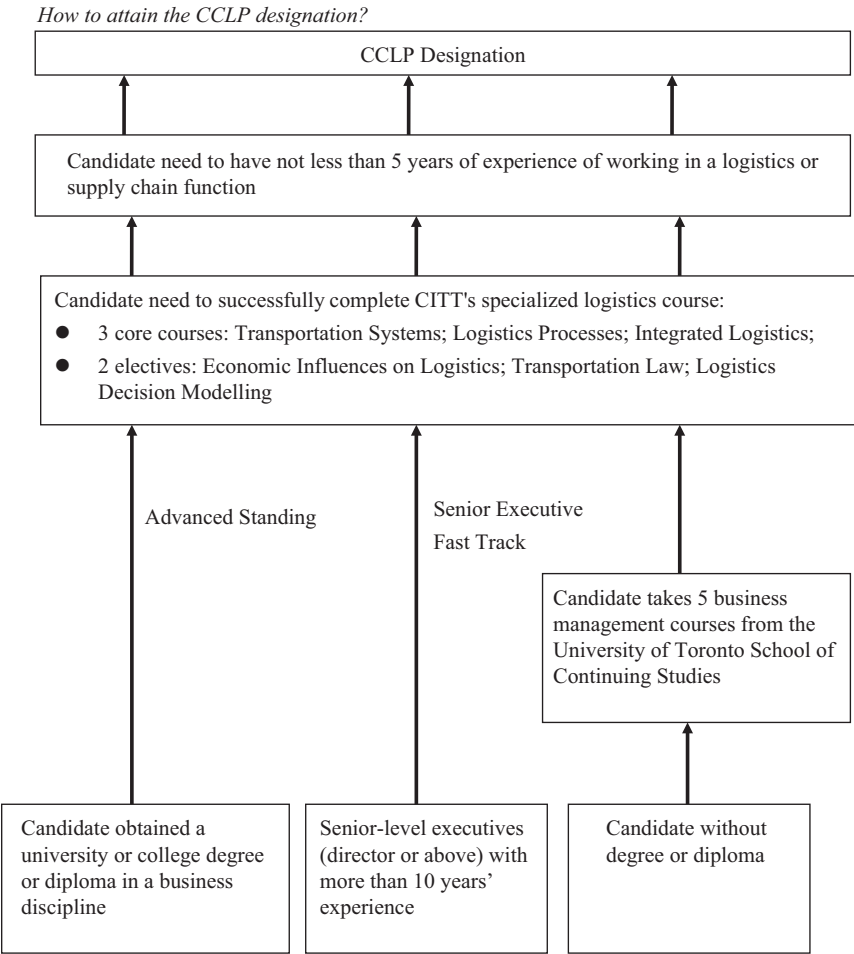 How to attain the CCLP designation?
CCLP Designation
Candidate need to have not less than 5 years of experience of working in a logistics or
supply chain function
Candidate need to successfully complete CITT's specialized logistics course:
● 3 core courses: Transportation Systems; Logistics Processes; Integrated Logistics;
● 2 electives: Economic Influences on Logistics; Transportation Law; Logistics
Decision Modelling
Advanced Standing
Senior Executive
Fast Track
Candidate takes 5 business
management courses from the
University of Toronto School of
Continuing Studies
Candidate obtained a
university or college degree
or diploma in a business
discipline
Senior-level executives
(director or above) with
more than 10 years’
experience
Candidate without
degree or diploma